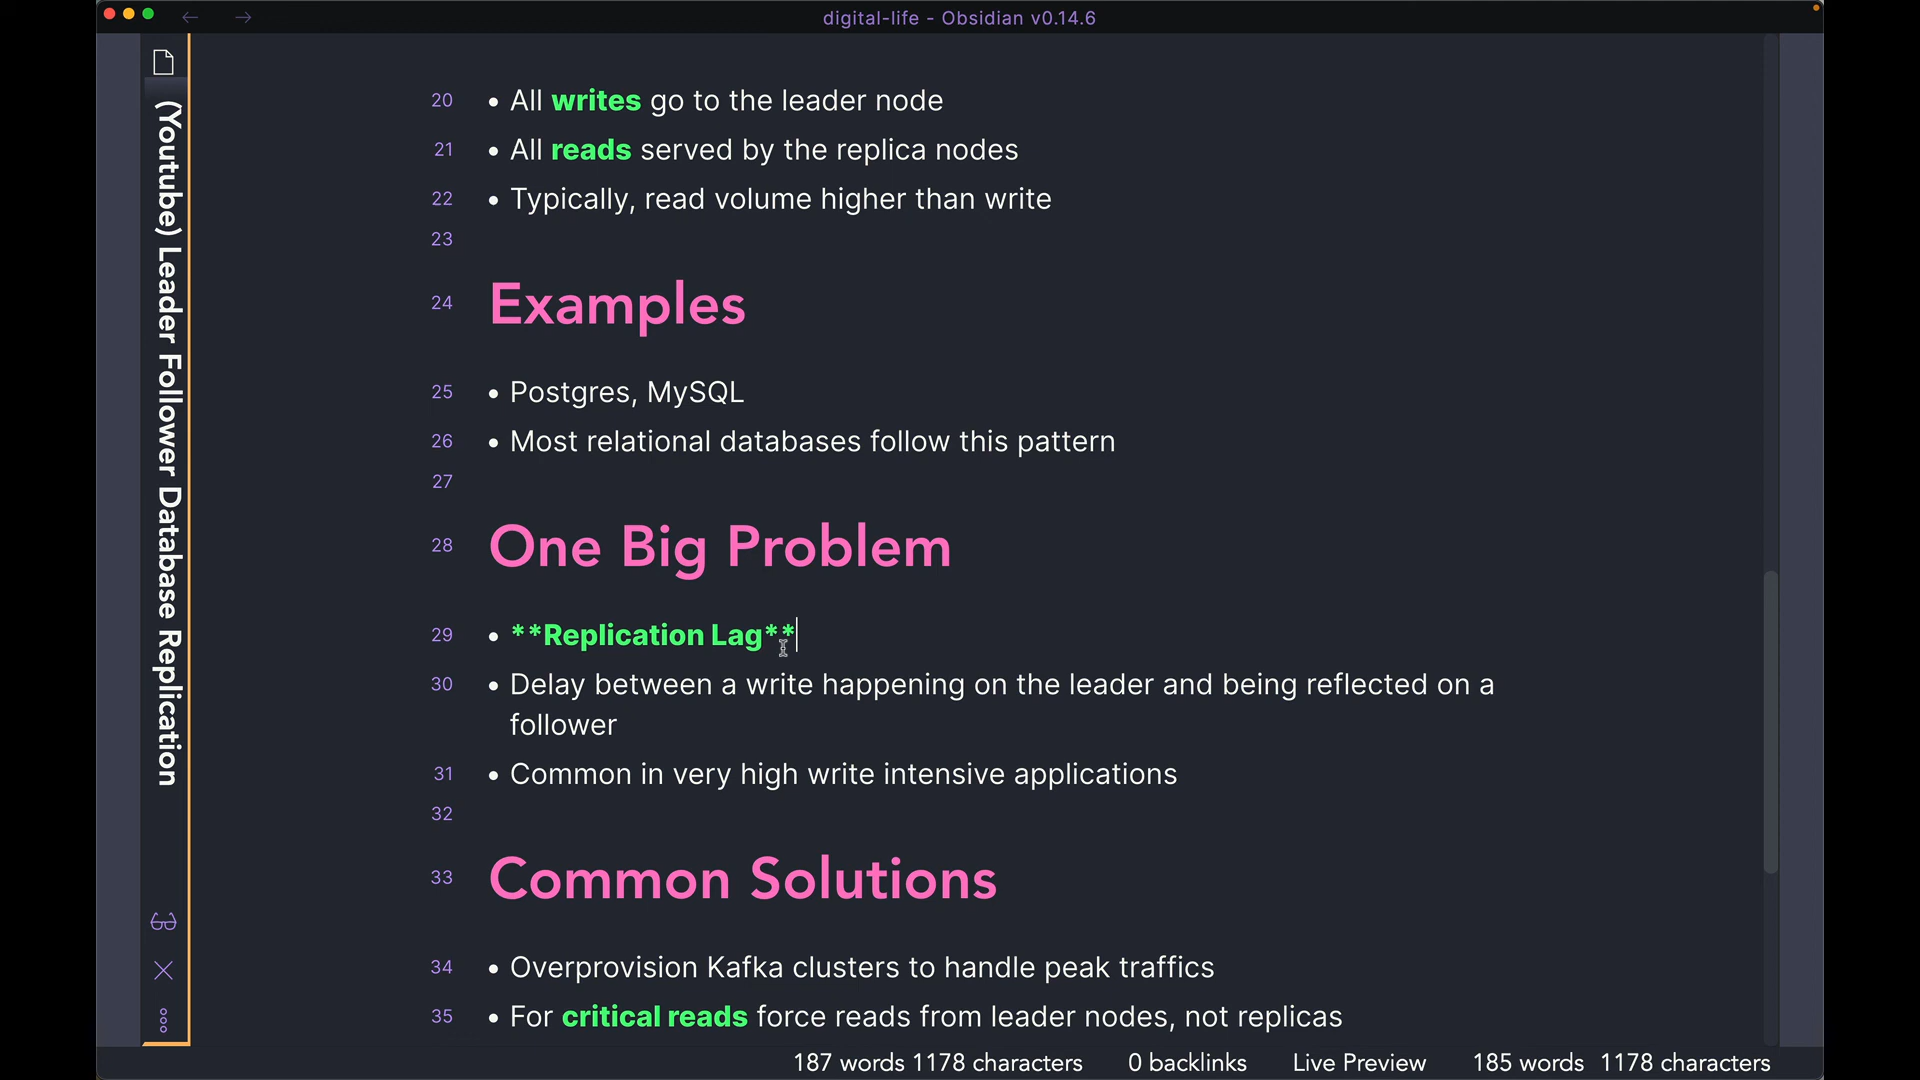 digital-life - Obsidian v0.14.6
(Youtube) Leader Follower Database Replication
20 • All writes go to the leader node
21 • All reads served by the replica nodes
22 • Typically, read volume higher than write
23
24 Examples
25 • Postgres, MySQL
26 • Most relational databases follow this pattern
27
28 One Big Problem
29 • **Replication Lag**
30 • Delay between a write happening on the leader and being reflected on a
follower
31 • Common in very high write intensive applications
32
33 Common Solutions
34 • Overprovision Kafka clusters to handle peak traffics
35 • For critical reads force reads from leader nodes, not replicas
187 words 1178 characters 0 backlinks Live Preview 185 words 1178 characters